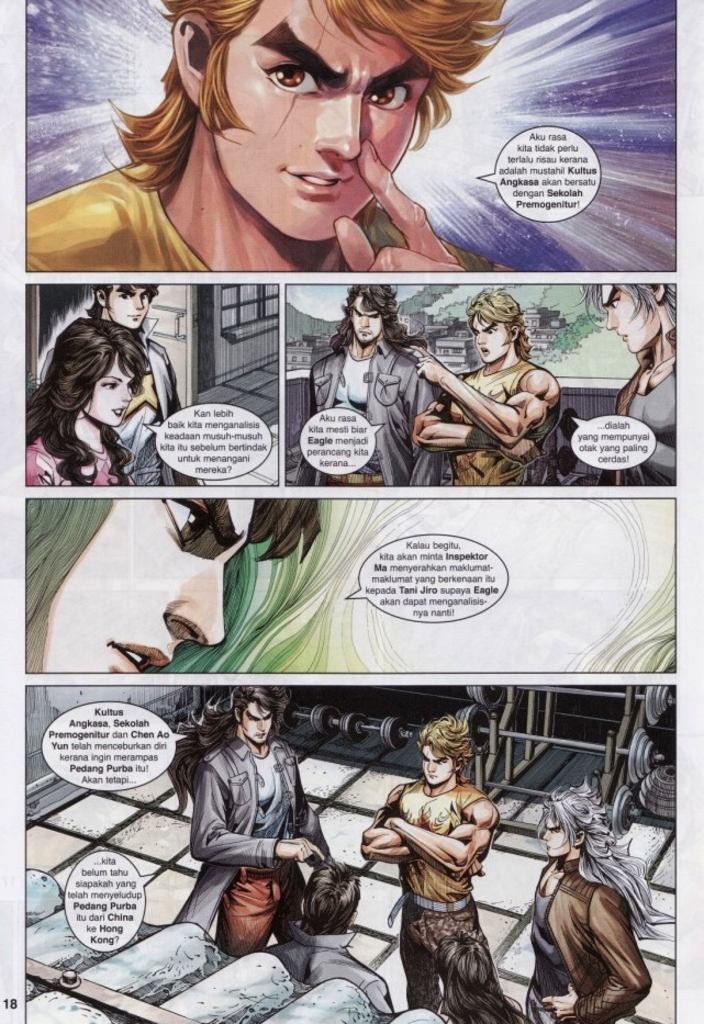 Aku rasa
kita tidak perlu
terlalu risau kerana
adalah mustahil Kultus
Angkasa akan bersatu
dengan Sekolah
Premogenitur!
Kan lebih
baik kita menganalisis
keadaan musuh-musuh
kita itu sebelum bertindak
untuk menangani
mereka?
Aku rasa
kita mesti biar
Eagle menjadi
perancang kita
kerana...
...dialah
yang mempunyai
otak yang paling
cerdas!
Kalau begitu,
kita akan minta Inspektor
Ma menyerahkan maklumat-
maklumat yang berkenaan itu
kepada Tani Jiro supaya Eagle
akan dapat menganalisis-
nya nanti!
Kultus
Angkasa, Sekolah
Premogenitur dan Chen Ao
Yun telah menceburkan diri
kerana ingin merampas
Pedang Purba itu!
Akan tetapi...
...kita
belum tahu
siapakah yang
telah menyeludup
Pedang Purba
itu dari China
ke Hong
Kong?
18